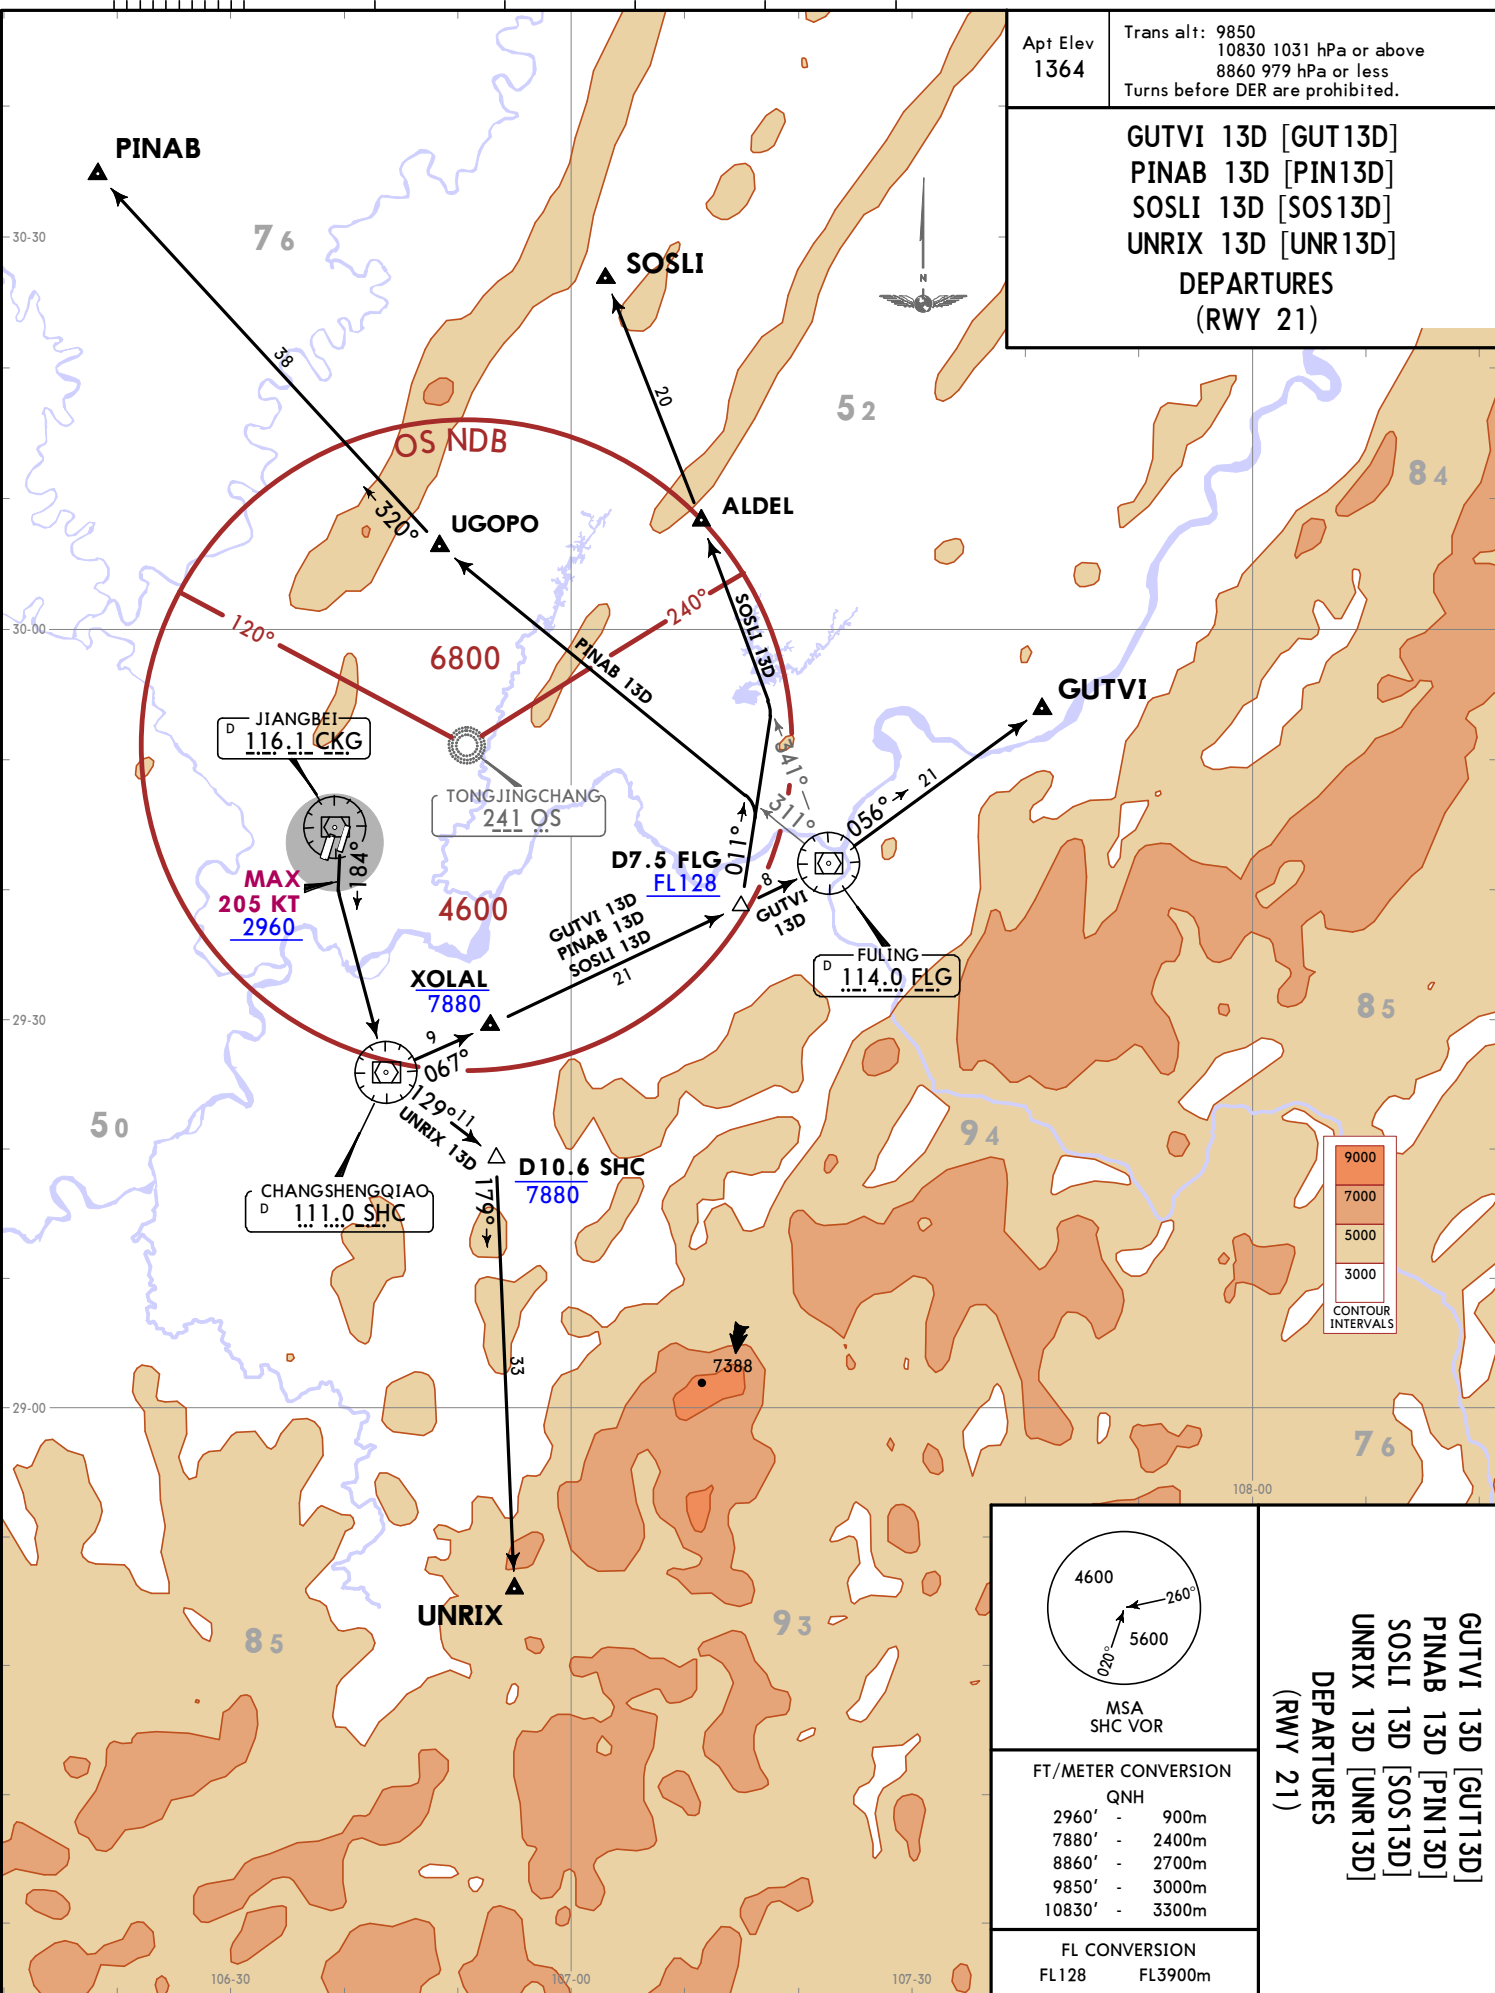 Apt Elev
1364
Trans alt: 9850
10830 1031 hPa or above
8860 979 hPa or less
Turns before DER are prohibited.
GUTVI 13D [GUT13D]
PINAB 13D [PIN13D]
SOSLI 13D [SOS13D]
UNRIX 13D [UNR13D]
DEPARTURES
(RWY 21)
PINAB
76
30-30
SOSLI
N
38
20
52
OS NDB
84
320°
UGOPO
ALDEL
120°
240°
30-00
6800
PINAB 13D
SOSLI 13D
GUTVI
JIANGBEI
D 116.1 CKG
TONGJINGCHANG
241 OS
341°
311°
056°
21
011°
184°
D7.5 FLG
FL128
8
GUTVI
13D
MAX
205 KT
2960
4600
GUTVI 13D
PINAB 13D
SOSLI 13D
21
FULING
D 114.0 FLG
XOLAL
7880
29-30
85
9
067°
129°
11
UNRIX 13D
50
94
D10.6 SHC
7880
179°
CHANGSHENGQIAO
D 111.0 SHC
9000
7000
5000
3000
CONTOUR
INTERVALS
33
7388
29-00
76
108-00
UNRIX
85
93
4600
260°
5600
020°
MSA
SHC VOR
FT/METER CONVERSION
QNH
2960' - 900m
7880' - 2400m
8860' - 2700m
9850' - 3000m
10830' - 3300m
FL CONVERSION
FL128 FL3900m
GUTVI 13D [GUT13D]
PINAB 13D [PIN13D]
SOSLI 13D [SOS13D]
UNRIX 13D [UNR13D]
DEPARTURES
(RWY 21)
106-30
107-00
107-30